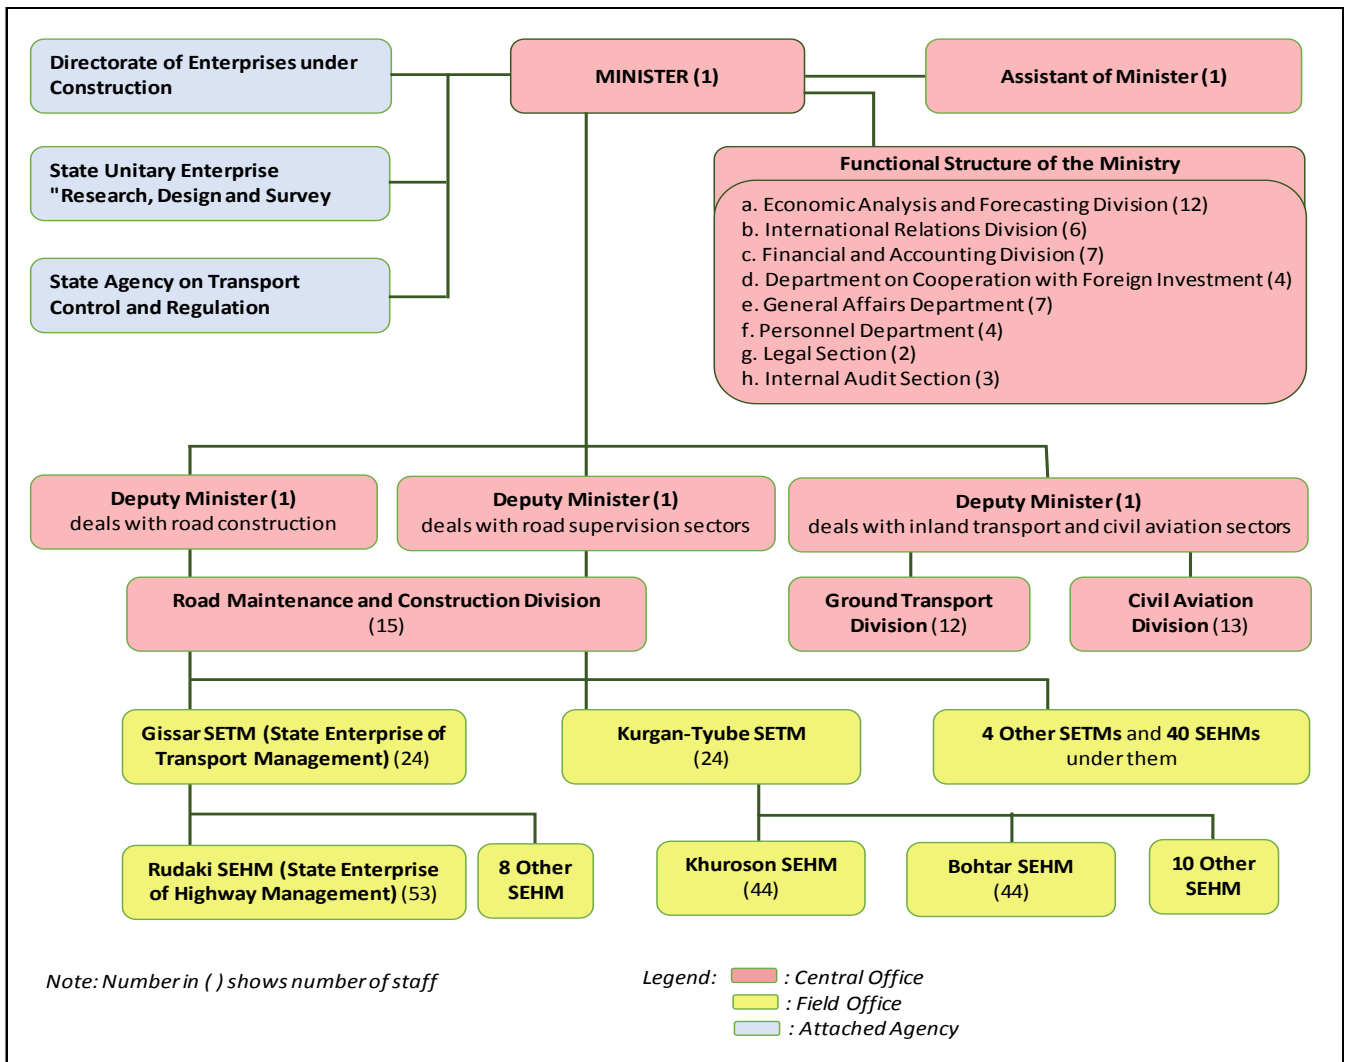 Directorate of Enterprises under
Construction
MINISTER (1)
Assistant of Minister (1)
State Unitary Enterprise
"Research, Design and Survey
State Agency on Transport
Control and Regulation
Functional Structure of the Ministry
a. Economic Analysis and Forecasting Division (12)
b. International Relations Division (6)
c. Financial and Accounting Division (7)
d. Department on Cooperation with Foreign Investment (4)
e. General Affairs Department (7)
f. Personnel Department (4)
g. Legal Section (2)
h. Internal Audit Section (3)
Deputy Minister (1)
deals with road construction
Deputy Minister (1)
deals with road supervision sectors
Deputy Minister (1)
deals with inland transport and civil aviation sectors
Road Maintenance and Construction Division
(15)
Ground Transport
Division (12)
Civil Aviation
Division (13)
Gissar SETM (State Enterprise of
Transport Management) (24)
Kurgan-Tyube SETM
(24)
4 Other SETMs and 40 SEHMs
under them
Rudaki SEHM (State Enterprise
of Highway Management) (53)
8 Other
SEHM
Khuroson SEHM
(44)
Bohtar SEHM
(44)
10 Other
SEHM
Note: Number in ( ) shows number of staff
Legend:
: Central Office
: Field Office
: Attached Agency